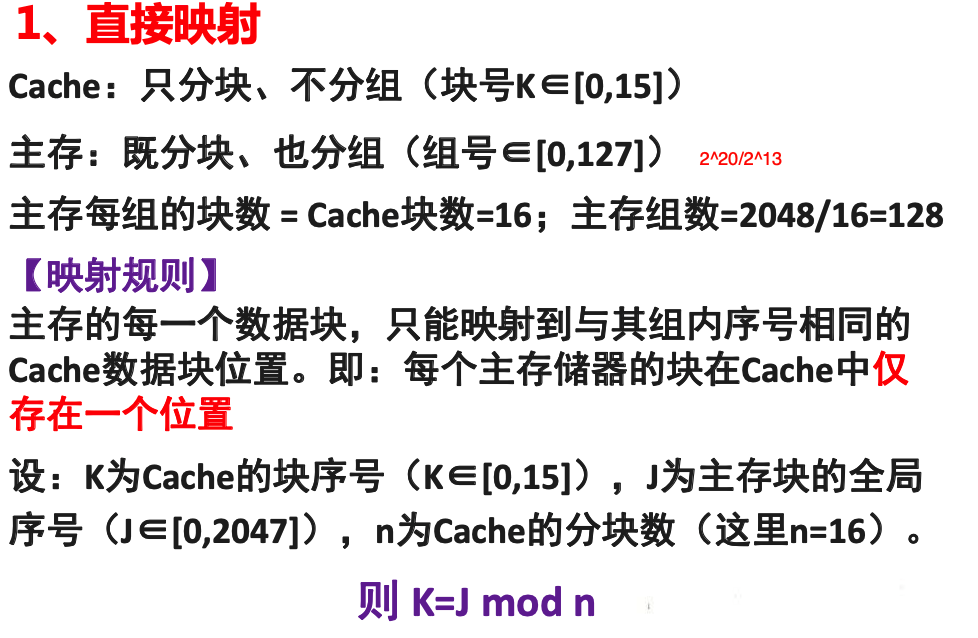 1、直接映射
Cache：只分块、不分组（块号K∈[0,15]）
主存：既分块、也分组（组号∈[0,127]） 2^20/2^13
主存每组的块数 = Cache块数=16；主存组数=2048/16=128
【映射规则】
主存的每一个数据块，只能映射到与其组内序号相同的
Cache数据块位置。即：每个主存储器的块在Cache中仅
存在一个位置
设：K为Cache的块序号（K∈[0,15]），J为主存块的全局
序号（J∈[0,2047]），n为Cache的分块数（这里n=16）。
则 K=J mod n